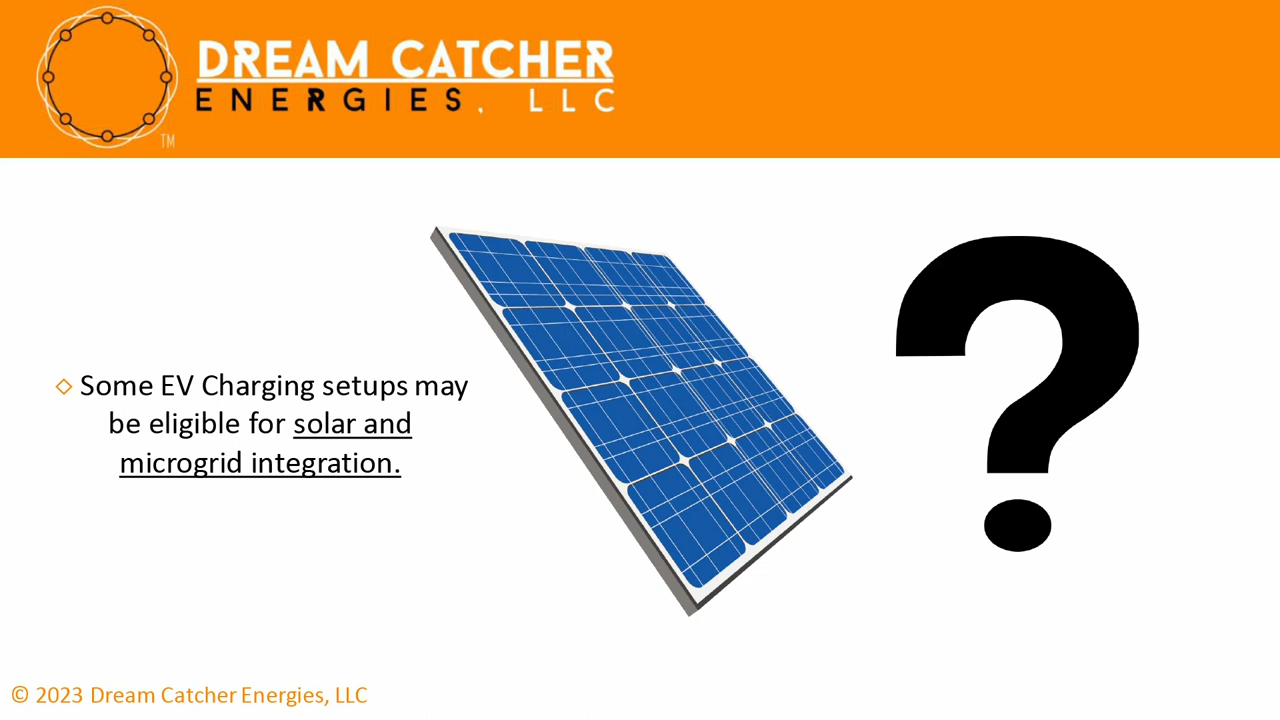 DREAM CATCHER
ENERGIES, LLC
TM
◇ Some EV Charging setups may
be eligible for solar and
microgrid integration.
?
© 2023 Dream Catcher Energies, LLC